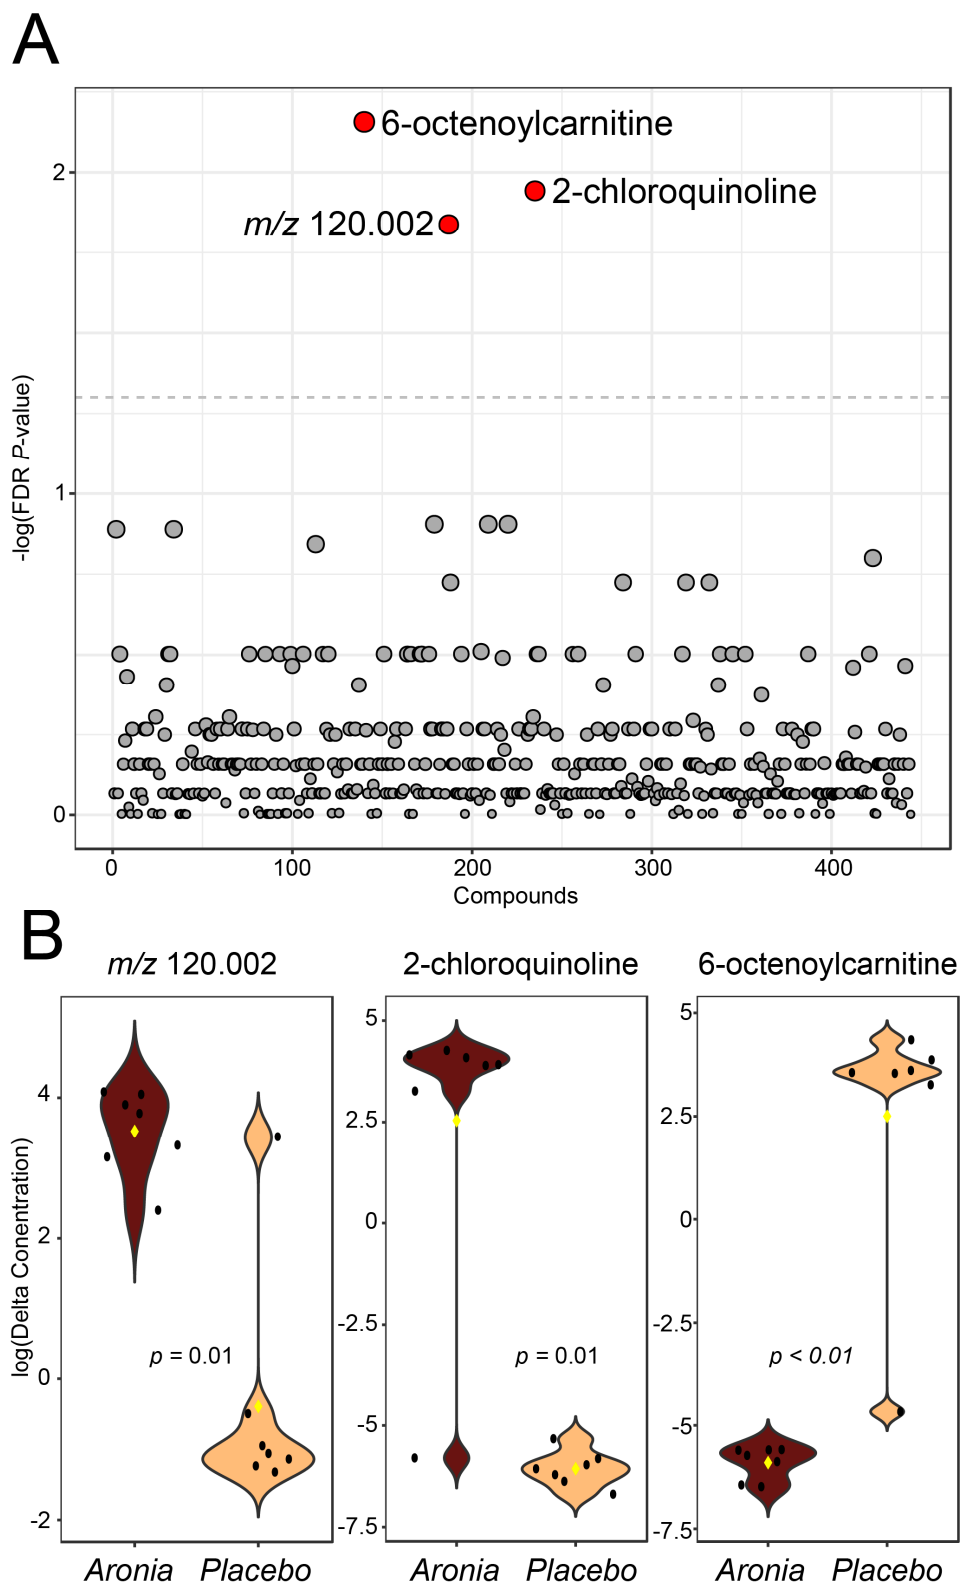 A
6-octenoylcarnitine
2
2-chloroquinoline
m/z 120.002
-log(FDR P-value)
1
0
0 100 200 300 400
Compounds
B
m/z 120.002 2-chloroquinoline 6-octenoylcarnitine
log(Delta Conentration)
4
2
0
-2
p = 0.01
Aronia Placebo
5
2.5
0
-2.5
-5
-7.5
p = 0.01
Aronia Placebo
5
2.5
0
-2.5
-5
-7.5
p < 0.01
Aronia Placebo